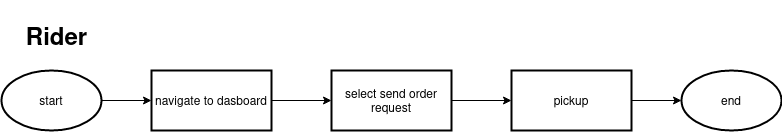 Rider
start
navigate to dasboard
select send order
request
pickup
end